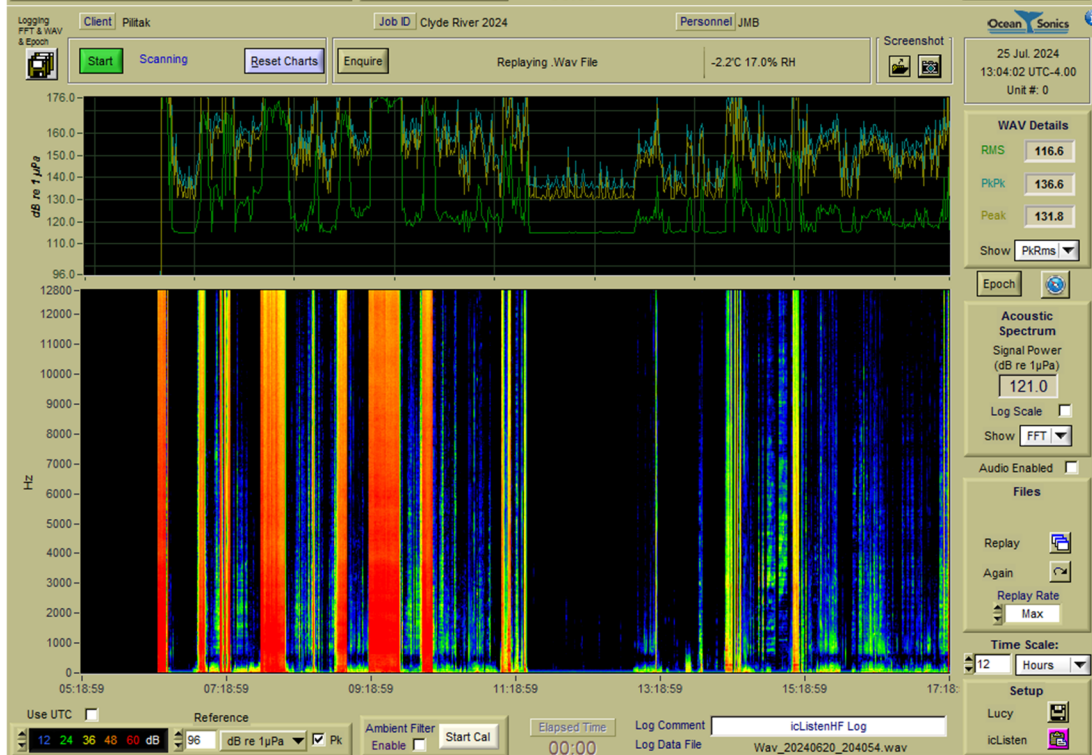 Logging
FFT & WAV
& Epoch
Client Pilitak
Job ID Clyde River 2024
Personnel JMB
Ocean Sonics
Start
Scanning
Reset Charts
Enquire
Replaying .Wav File
-2.2'C 17.0% RH
Screenshot
25 Jul. 2024
13:04:02 UTC-4.00
Unit #: 0
176.0
160.0
150.0
140.0
130.0
120.0
110.0
96.0
dB re 1 µPa
WAV Details
RMS 116.6
PkPk 136.6
Peak 131.8
Show PkRms
Epoch
12800
12000
11000
10000
9000
8000
7000
6000
5000
4000
3000
2000
1000
0
Hz
05:18:59
07:18:59
09:18:59
11:18:59
13:18:59
15:18:59
17:18:
Acoustic
Spectrum
Signal Power
(dB re 1µPa)
121.0
Log Scale
Show FFT
Audio Enabled
Files
Replay
Again
Replay Rate
Max
Time Scale:
12 Hours
Setup
Lucy
icListen
Use UTC
12 24 36 48 60 dB
Reference
96 dB re 1µPa Pk
Ambient Filter
Enable
Start Cal
Elapsed Time
00:00
Log Comment icListenHF Log
Log Data File Wav_20240620_204054.wav